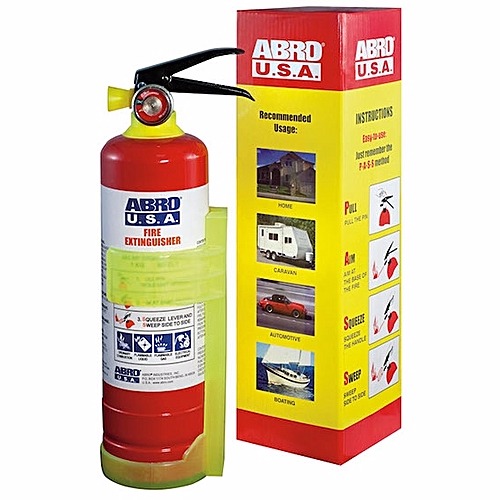 ABRO
U.S.A.
FIRE
EXTINGUISHER
3. SQUEEZE LEVER AND
SWEEP SIDE TO SIDE.
ABRO
U.S.A.
ABRO
U.S.A.
Recommended
Usage:
HOME
CARAVAN
AUTOMOTIVE
BOATING
ABRO
U.S.A.
INSTRUCTIONS
Easy-to-use:
Just remember the
P-A-S-S method
PULL
PULL THE PIN
AIM
AIM AT
THE BASE OF
THE FIRE
SQUEEZE
SQUEEZE
THE HANDLE
SWEEP
SWEEP
SIDE TO SIDE